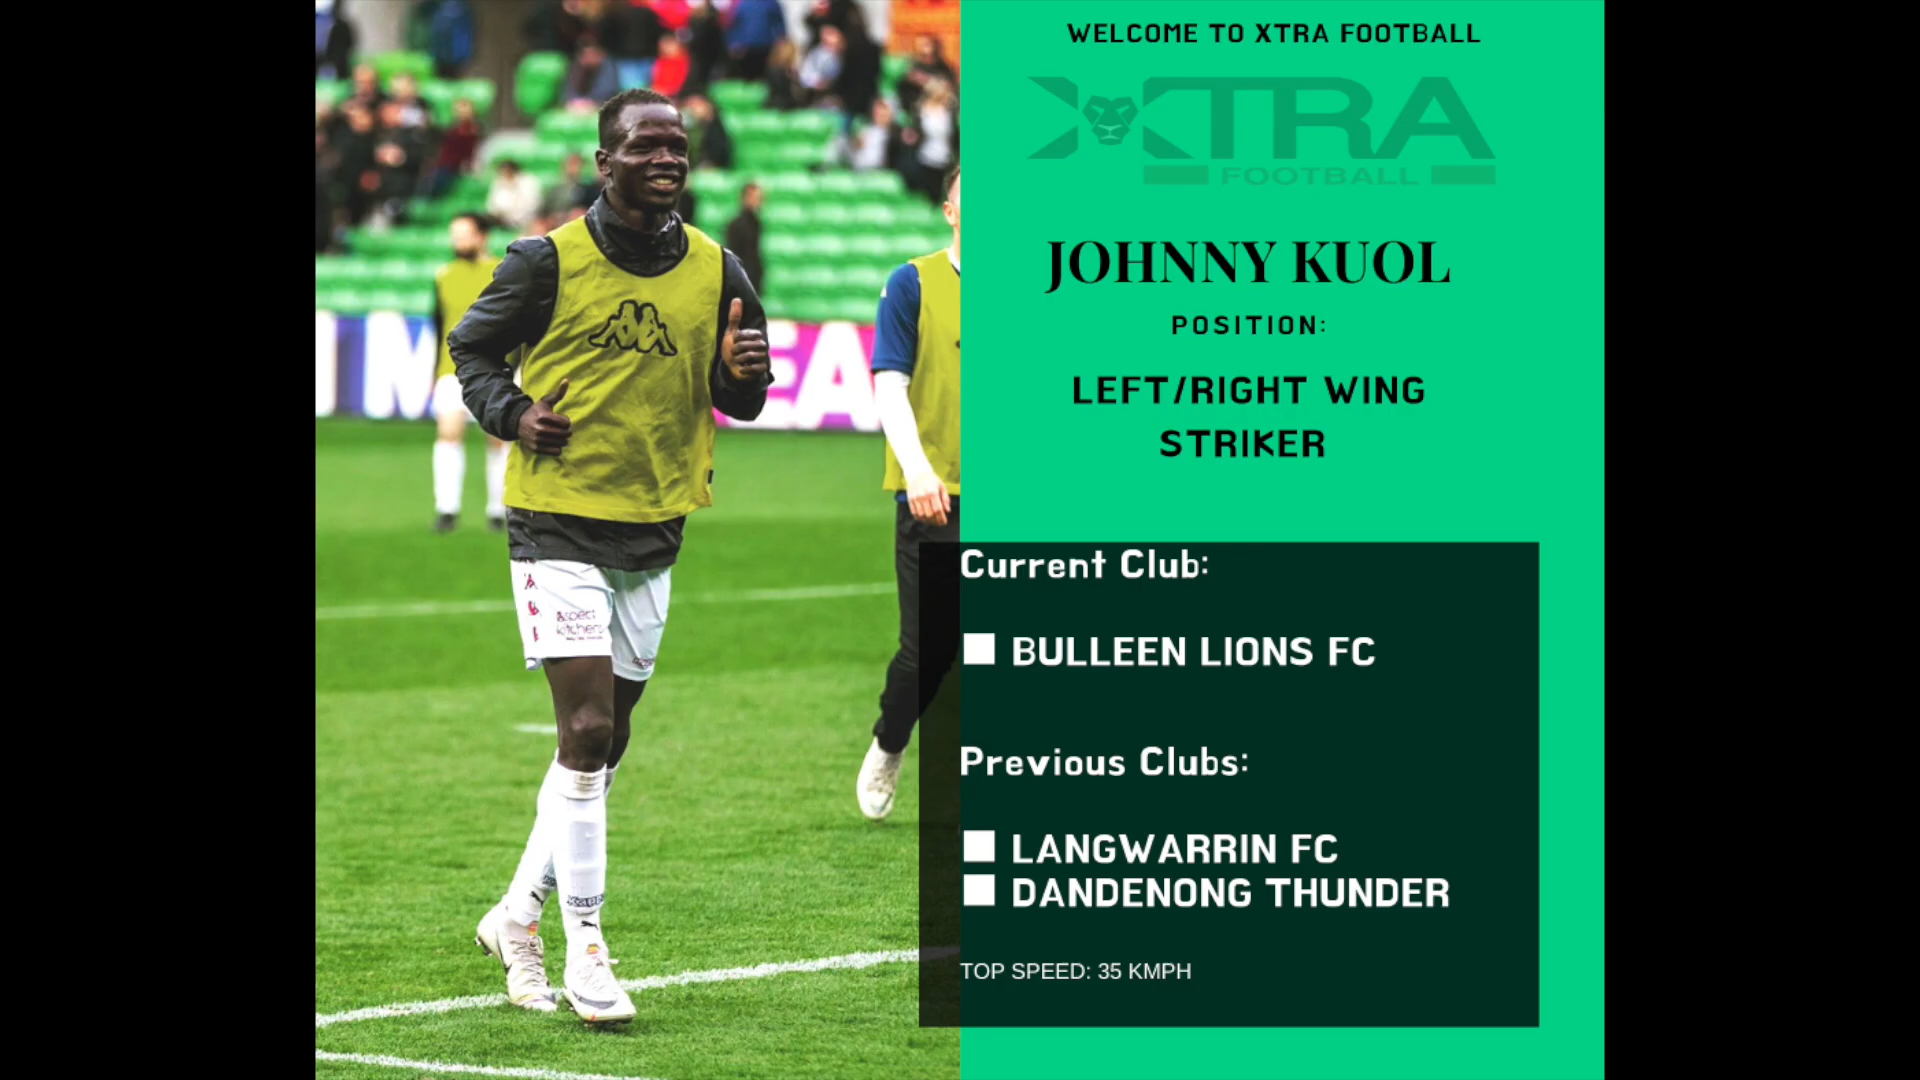 WELCOME TO XTRA FOOTBALL
XTRA
FOOTBALL
JOHNNY KUOL
POSITION:
LEFT/RIGHT WING
STRIKER
Current Club:
BULLEEN LIONS FC
Previous Clubs:
LANGWARRIN FC
DANDENONG THUNDER
TOP SPEED: 35 KMPH
kitchens